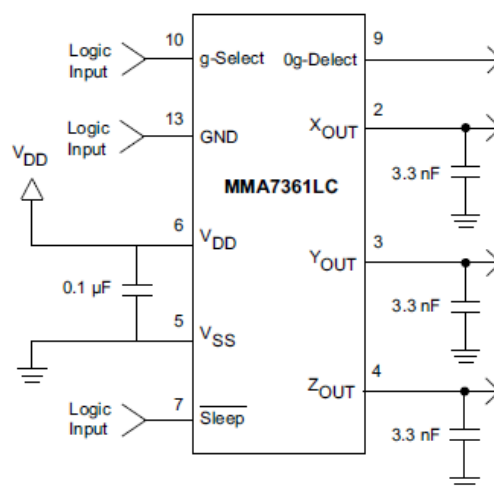 10
9
Logic
Input
g-Select
0g-Delect
13
2
Logic
Input
GND
XOUT
VDD
3.3 nF
MMA7361LC
6
VDD
3
YOUT
0.1 µF
3.3 nF
5
VSS
4
ZOUT
Logic
Input
7
Sleep
3.3 nF